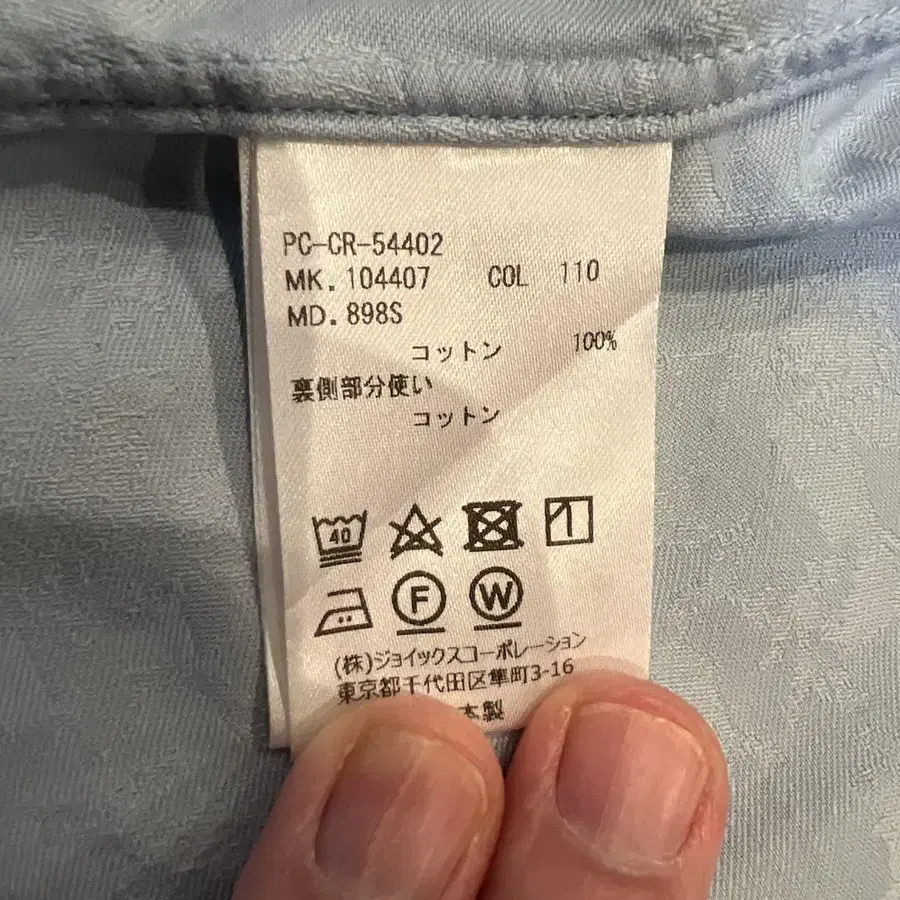 PC-CR-54402
MK. 104407 COL 110
MD. 898S
コットン 100%
裏側部分使い
コットン
40
F W
(株)ジョイックスコーポレーション
東京都千代田区隼町3-16
本製